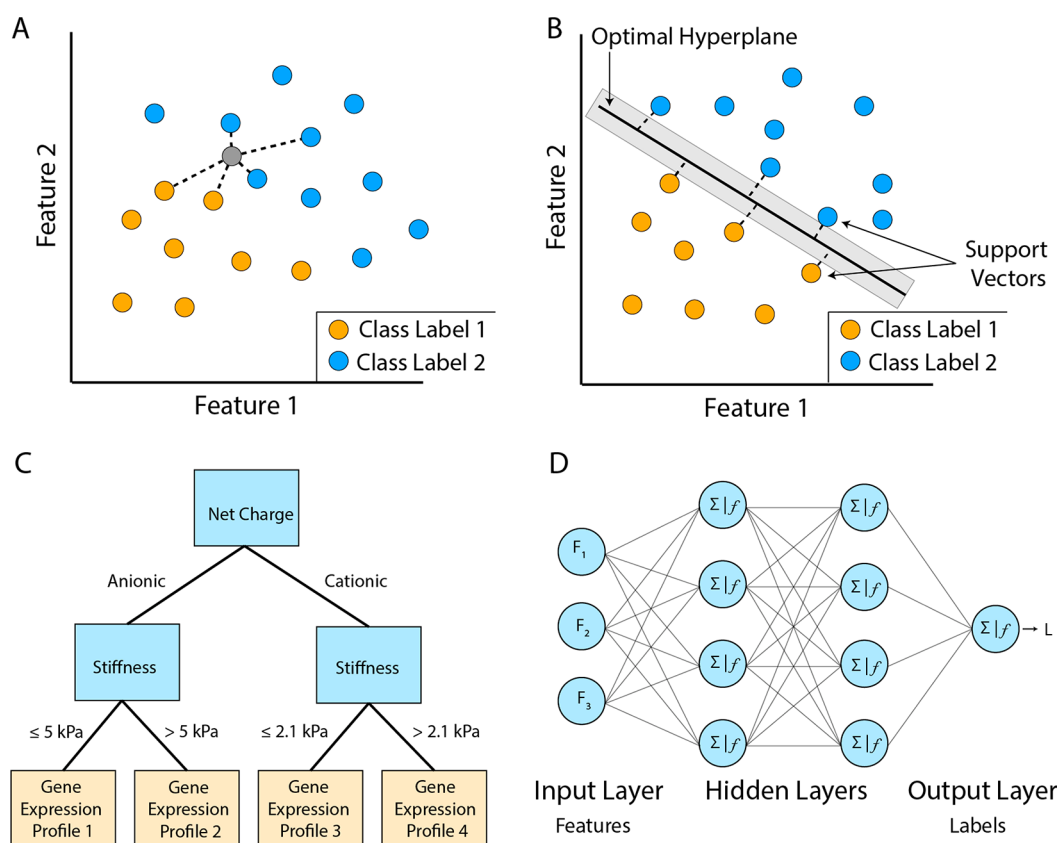 A
Feature 2
Class Label 1
Class Label 2
Feature 1
B
Optimal Hyperplane
Feature 2
Support
Vectors
Class Label 1
Class Label 2
Feature 1
C
Net Charge
Anionic
Cationic
Stiffness
Stiffness
≤ 5 kPa
> 5 kPa
≤ 2.1 kPa
> 2.1 kPa
Gene
Expression
Profile 1
Gene
Expression
Profile 2
Gene
Expression
Profile 3
Gene
Expression
Profile 4
D
F₁
F₂
F₃
Σ|f
Σ|f
Σ|f
Σ|f
Σ|f
Σ|f
Σ|f
Σ|f
Σ|f
L
Input Layer
Features
Hidden Layers
Output Layer
Labels